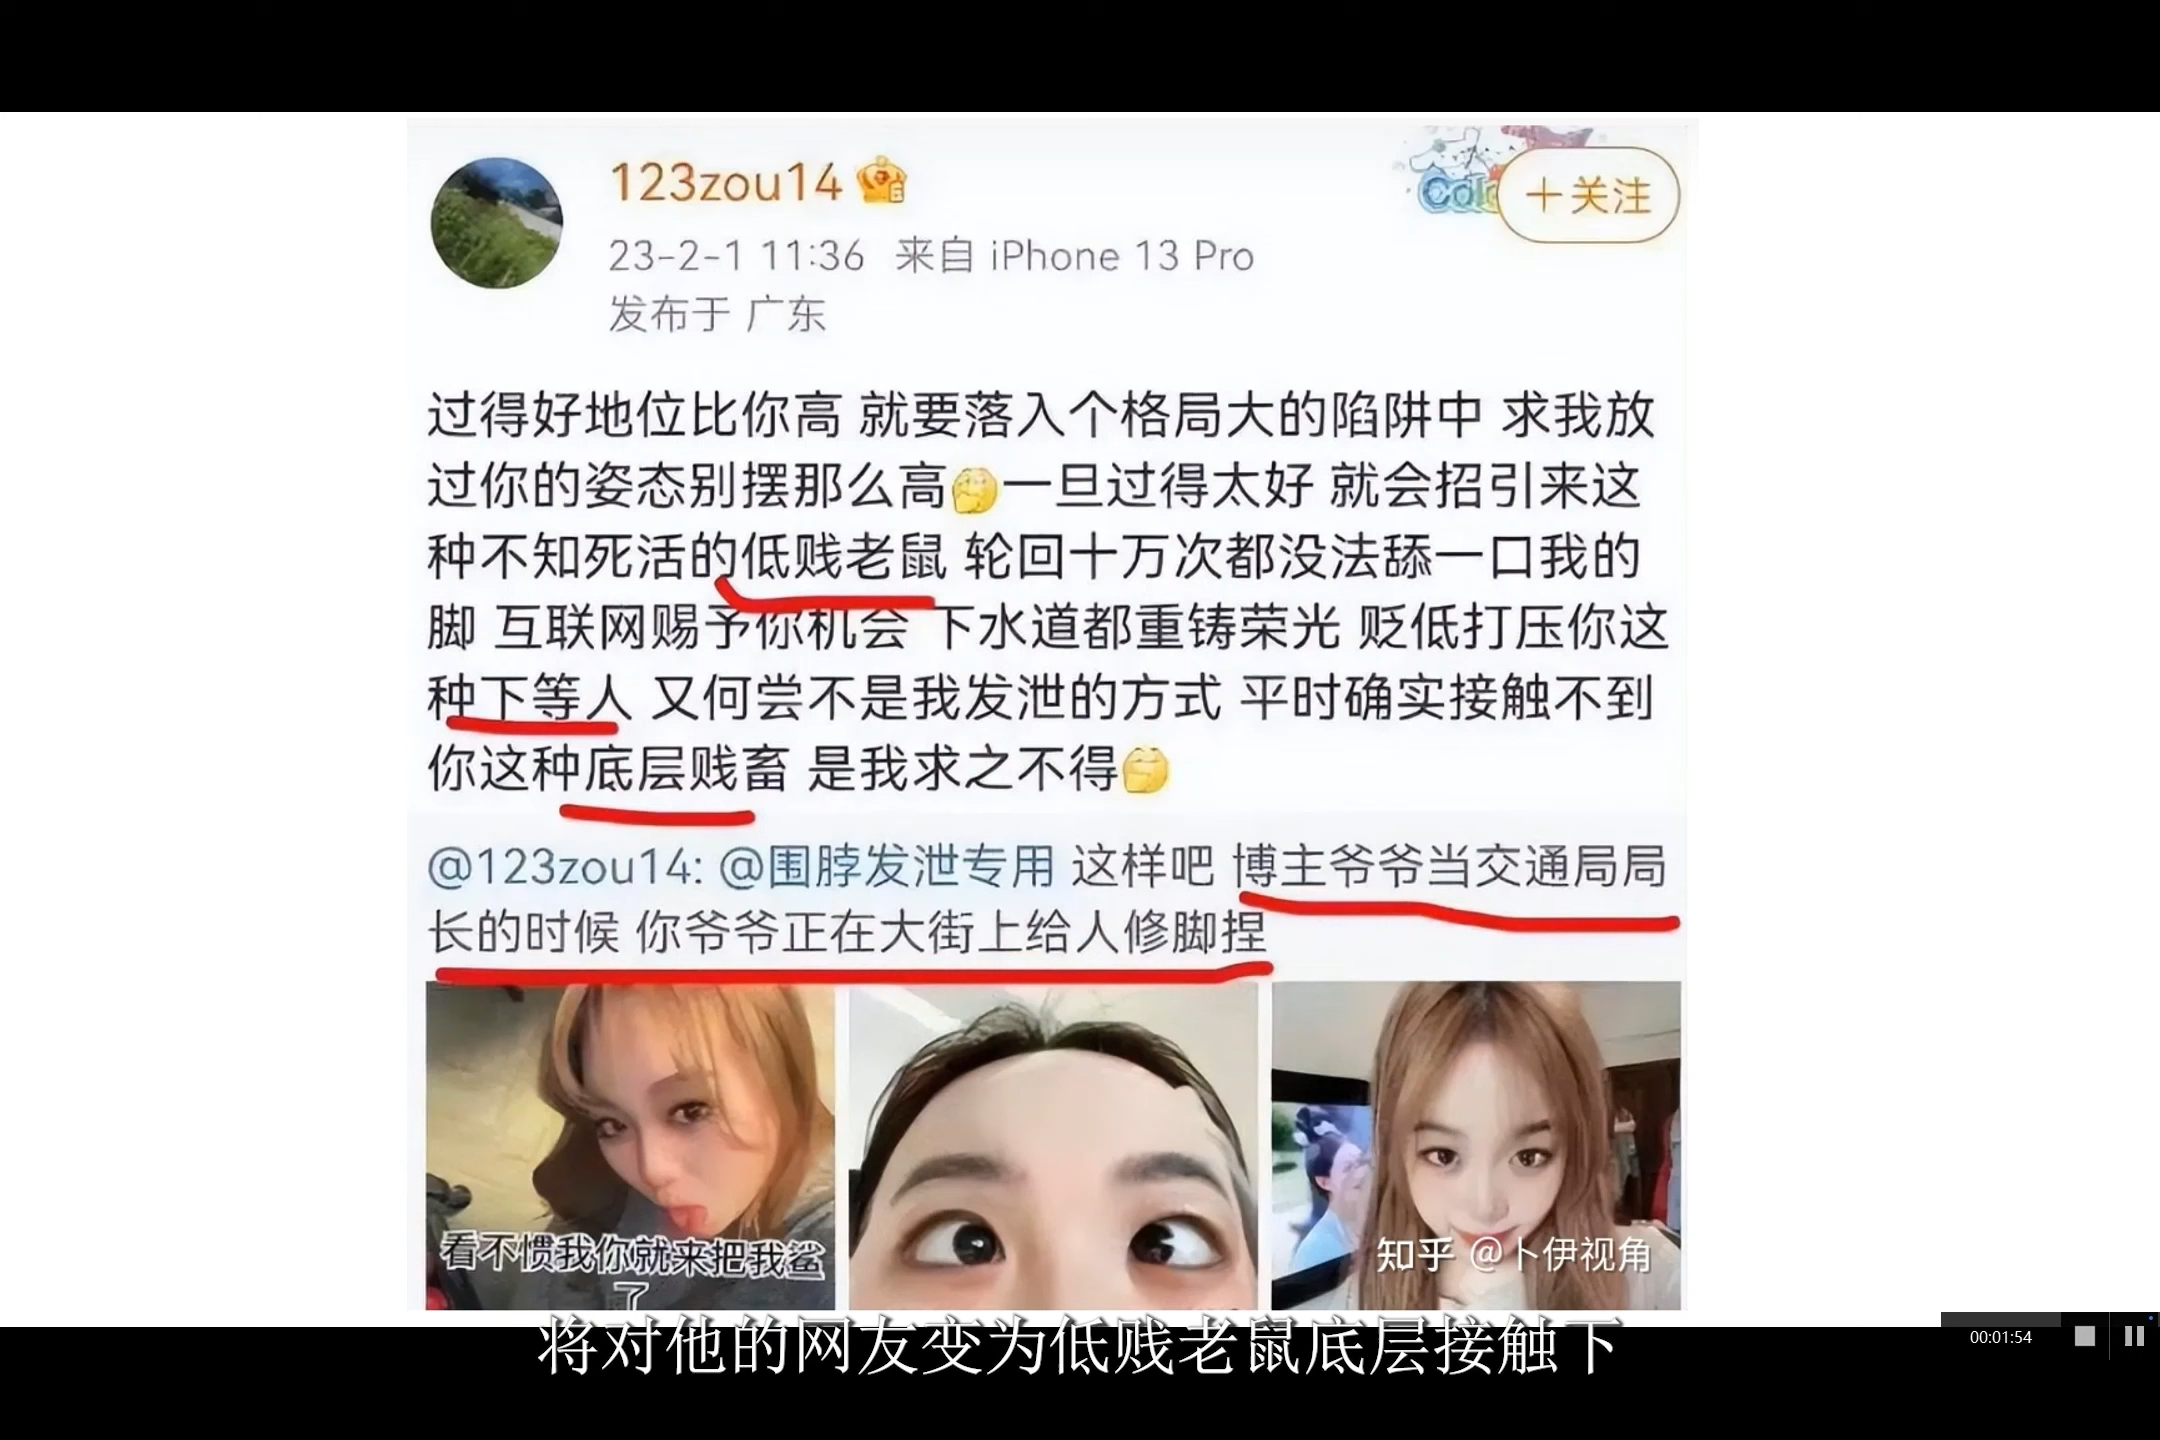 123zou14
Colo
+关注
23-2-1 11:36 来自 iPhone 13 Pro
发布于 广东
过得好地位比你高 就要落入个格局大的陷阱中 求我放
过你的姿态别摆那么高🤔一旦过得太好 就会招引来这
种不知死活的低贱老鼠 轮回十万次都没法舔一口我的
脚 互联网赐予你机会 下水道都重铸荣光 贬低打压你这
种下等人 又何尝不是我发泄的方式 平时确实接触不到
你这种底层贱畜 是我求之不得🤭
@123zou14: @围脖发泄专用 这样吧 博主爷爷当交通局局
长的时候 你爷爷正在大街上给人修脚捏
看不惯我你就来把我鲨
了
知乎 @卜伊视角
将对他的网友变为低贱老鼠底层接触下
00:01:54